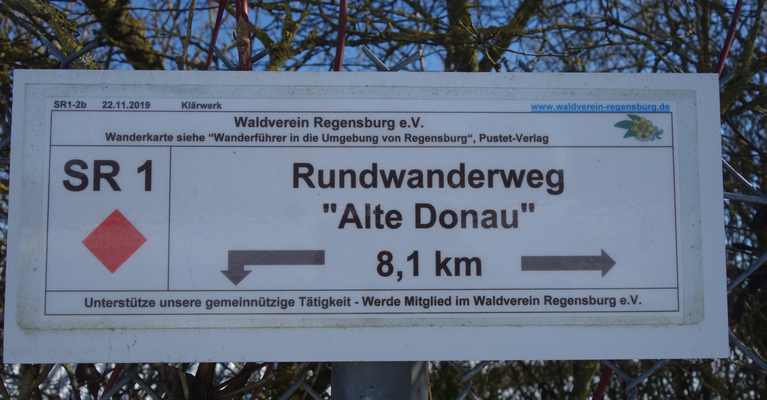 SR1-2b 22.11.2019 Klärwerk www.waldverein-regensburg.de
Waldverein Regensburg e.V.
Wanderkarte siehe "Wanderführer in die Umgebung von Regensburg", Pustet-Verlag
SR 1
Rundwanderweg
"Alte Donau"
8,1 km
Unterstütze unsere gemeinnützige Tätigkeit - Werde Mitglied im Waldverein Regensburg e.V.